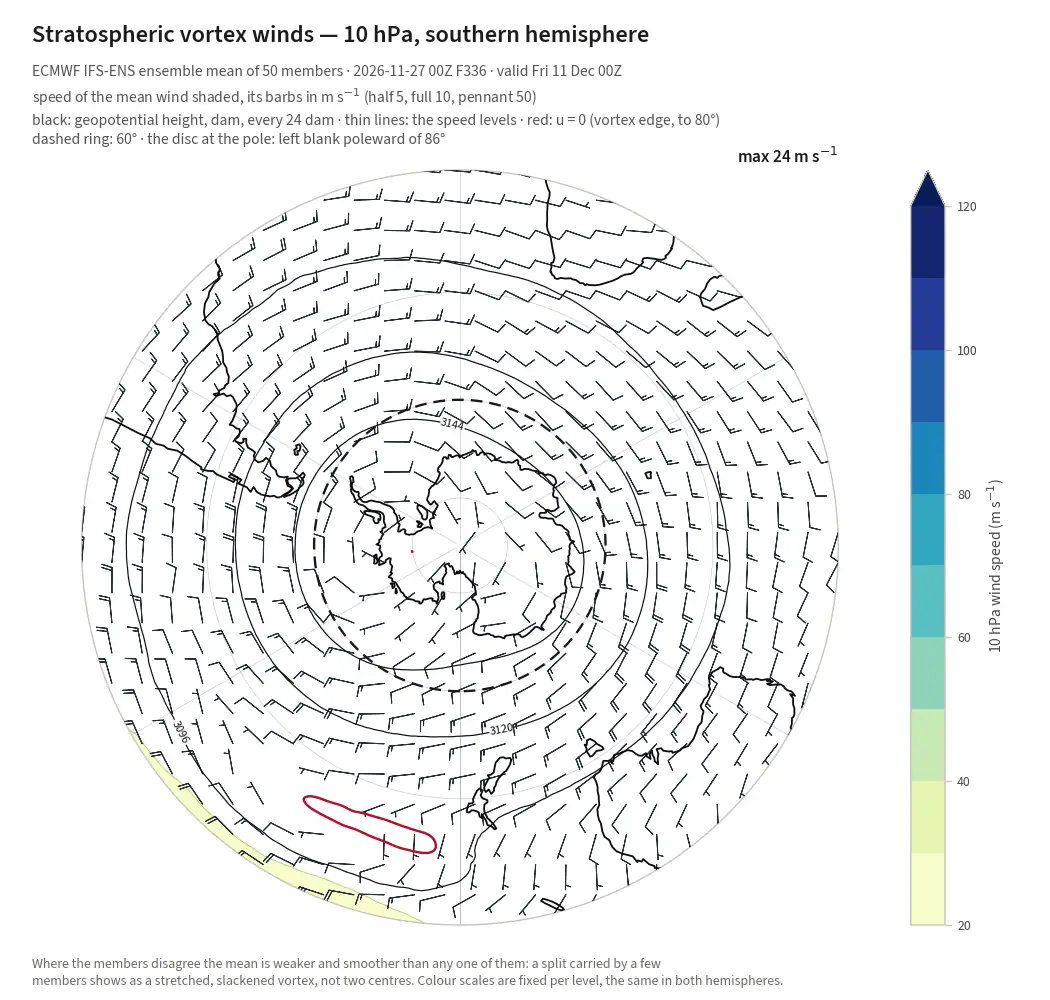 Stratospheric vortex winds — 10 hPa, southern hemisphere
ECMWF IFS-ENS ensemble mean of 50 members · 2026-11-27 00Z F336 · valid Fri 11 Dec 00Z
speed of the mean wind shaded, its barbs in m s⁻¹ (half 5, full 10, pennant 50)
black: geopotential height, dam, every 24 dam · thin lines: the speed levels · red: u = 0 (vortex edge, to 80°)
dashed ring: 60° · the disc at the pole: left blank poleward of 86°
max 24 m s⁻¹
120
100
80
60
40
20
10 hPa wind speed (m s⁻¹)
3144
3120
3096
Where the members disagree the mean is weaker and smoother than any one of them: a split carried by a few
members shows as a stretched, slackened vortex, not two centres. Colour scales are fixed per level, the same in both hemispheres.